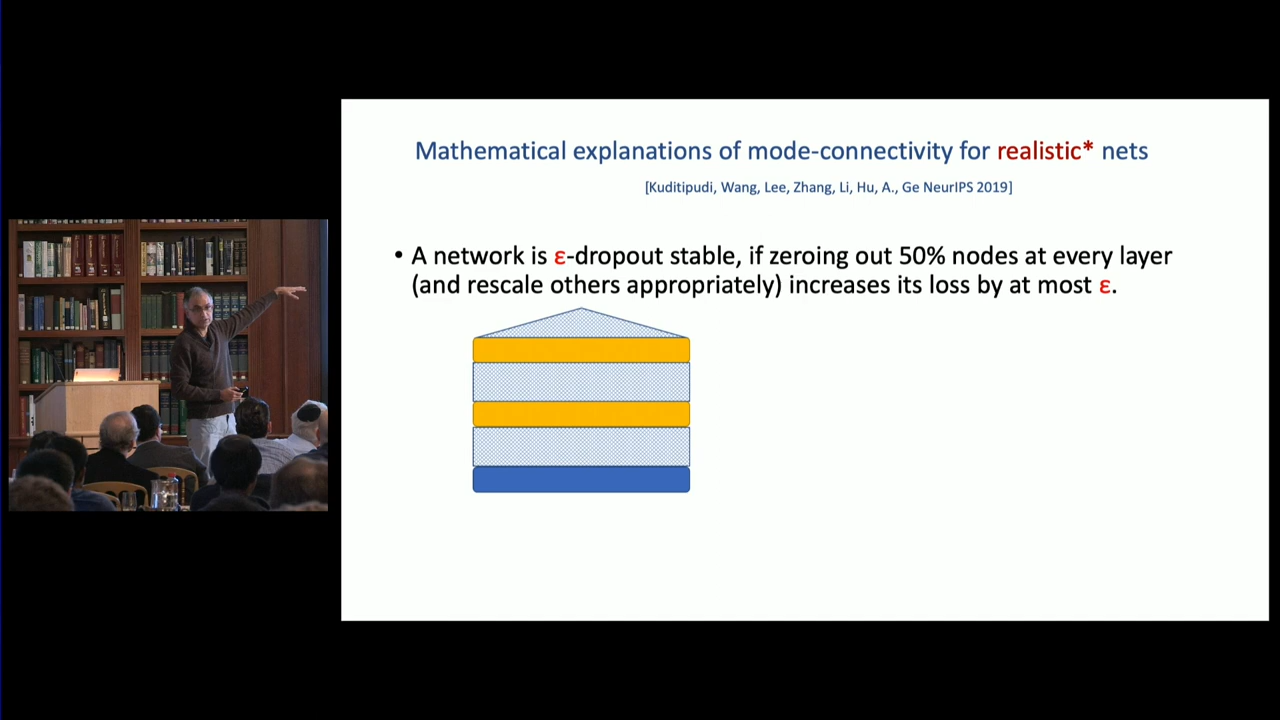 Mathematical explanations of mode-connectivity for realistic* nets
[Kuditipudi, Wang, Lee, Zhang, Li, Hu, A., Ge NeurIPS 2019]
• A network is ε-dropout stable, if zeroing out 50% nodes at every layer
(and rescale others appropriately) increases its loss by at most ε.